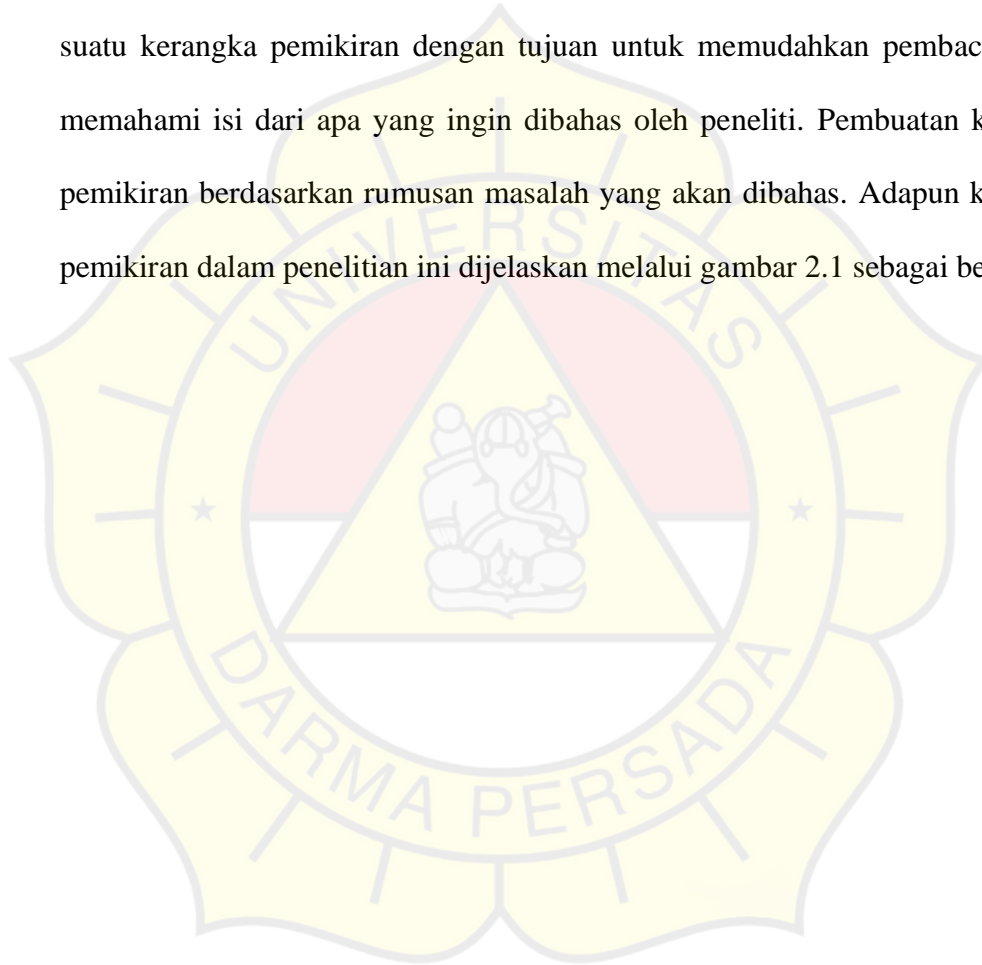 suatu kerangka pemikiran dengan tujuan untuk memudahkan pembac
memahami isi dari apa yang ingin dibahas oleh peneliti. Pembuatan k
pemikiran berdasarkan rumusan masalah yang akan dibahas. Adapun k
pemikiran dalam penelitian ini dijelaskan melalui gambar 2.1 sebagai be
UNIVERSITAS
DARMA PERSADA